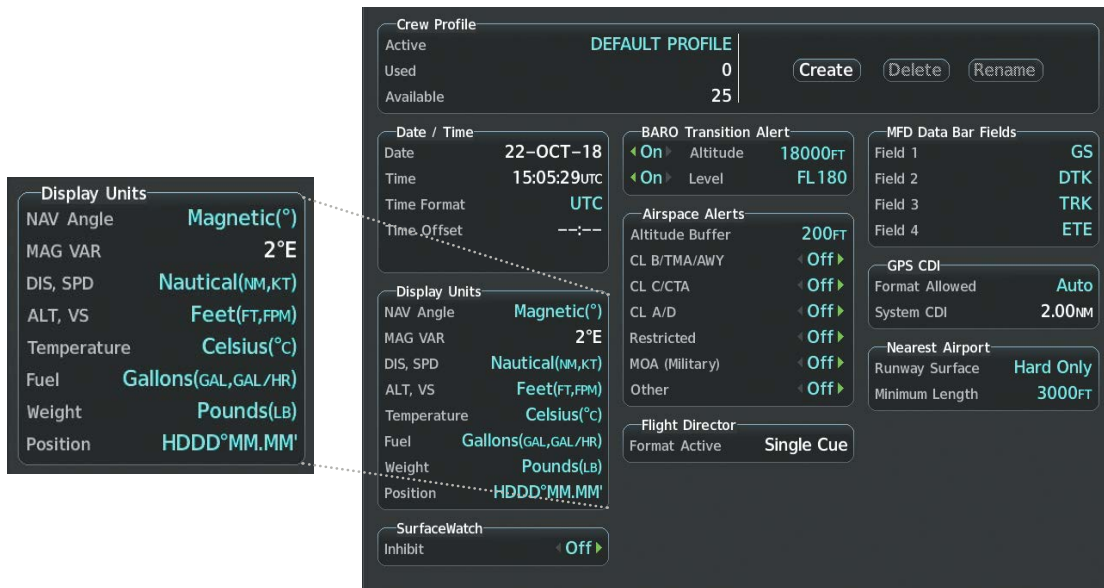 Display Units
NAV Angle Magnetic(°)
MAG VAR 2°E
DIS, SPD Nautical(NM,KT)
ALT, VS Feet(FT,FPM)
Temperature Celsius(°C)
Fuel Gallons(GAL,GAL/HR)
Weight Pounds(LB)
Position HDDD°MM.MM'
Crew Profile
Active DEFAULT PROFILE
Used 0
Available 25
Create Delete Rename
Date / Time
Date 22-OCT-18
Time 15:05:29UTC
Time Format UTC
Time Offset --:--
Display Units
NAV Angle Magnetic(°)
MAG VAR 2°E
DIS, SPD Nautical(NM,KT)
ALT, VS Feet(FT,FPM)
Temperature Celsius(°C)
Fuel Gallons(GAL,GAL/HR)
Weight Pounds(LB)
Position HDDD°MM.MM'
SurfaceWatch
Inhibit Off
BARO Transition Alert
On Altitude 18000FT
On Level FL180
Airspace Alerts
Altitude Buffer 200FT
CL B/TMA/AWY Off
CL C/CTA Off
CL A/D Off
Restricted Off
MOA (Military) Off
Other Off
Flight Director
Format Active Single Cue
MFD Data Bar Fields
Field 1 GS
Field 2 DTK
Field 3 TRK
Field 4 ETE
GPS CDI
Format Allowed Auto
System CDI 2.00NM
Nearest Airport
Runway Surface Hard Only
Minimum Length 3000FT